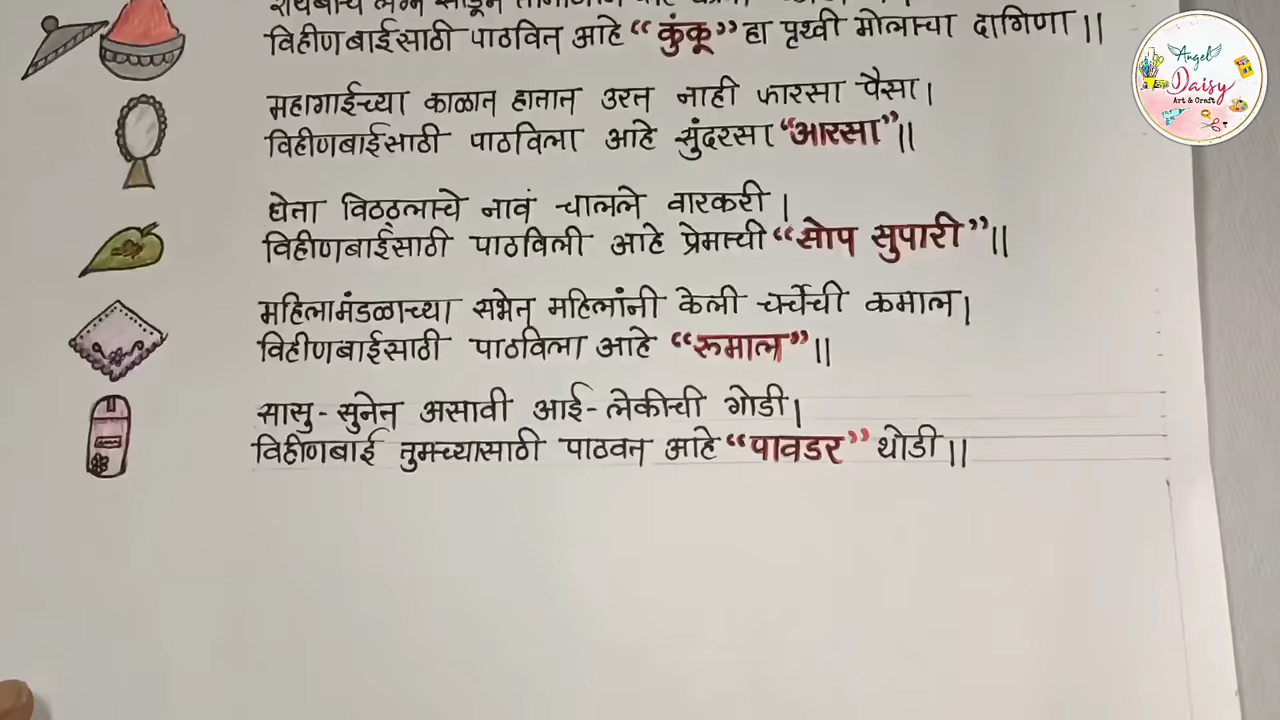 विहीणबाईसाठी पाठवित आहे “कुंकू” हा पृथ्वी मोलाचा दागिणा ||
महागाईच्या काळात हातात उरत नाही फारसा पैसा |
विहीणबाईसाठी पाठविला आहे सुंदरसा “आरसा” ||
घेता विठठ्लाचे नावं चालले वारकरी |
विहीणबाईसाठी पाठविली आहे प्रेमाची “सोप सुपारी” ||
महिलामंडळाच्या सभेत महिलांनी केली चर्चेची कमाल |
विहीणबाईसाठी पाठविला आहे “रुमाल” ||
सासु - सुनेत असावी आई - लेकीची गोडी |
विहीणबाई तुमच्यासाठी पाठवत आहे “पावडर” थोडी ||
Angel
Daisy
Art & Craft